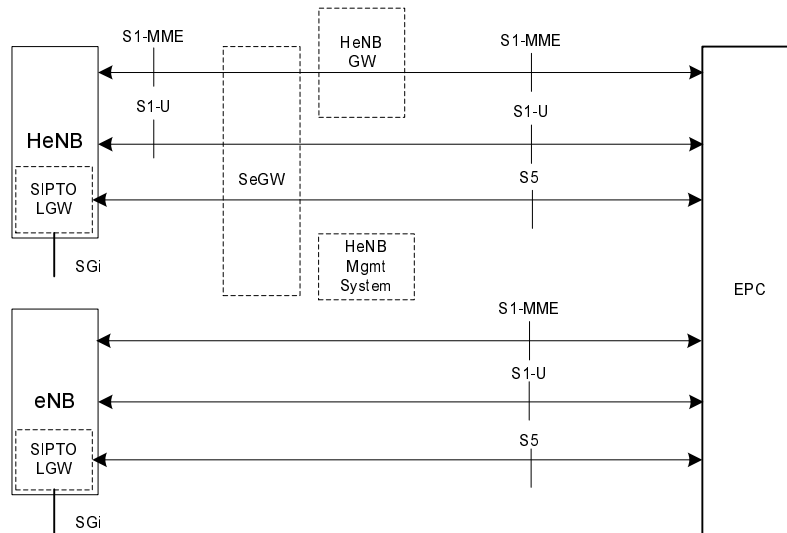 S1-MME
HeNB
GW
S1-MME
S1-U
S1-U
HeNB
SeGW
SIPTO
LGW
S5
SGi
HeNB
Mgmt
System
EPC
S1-MME
S1-U
eNB
SIPTO
LGW
S5
SGi